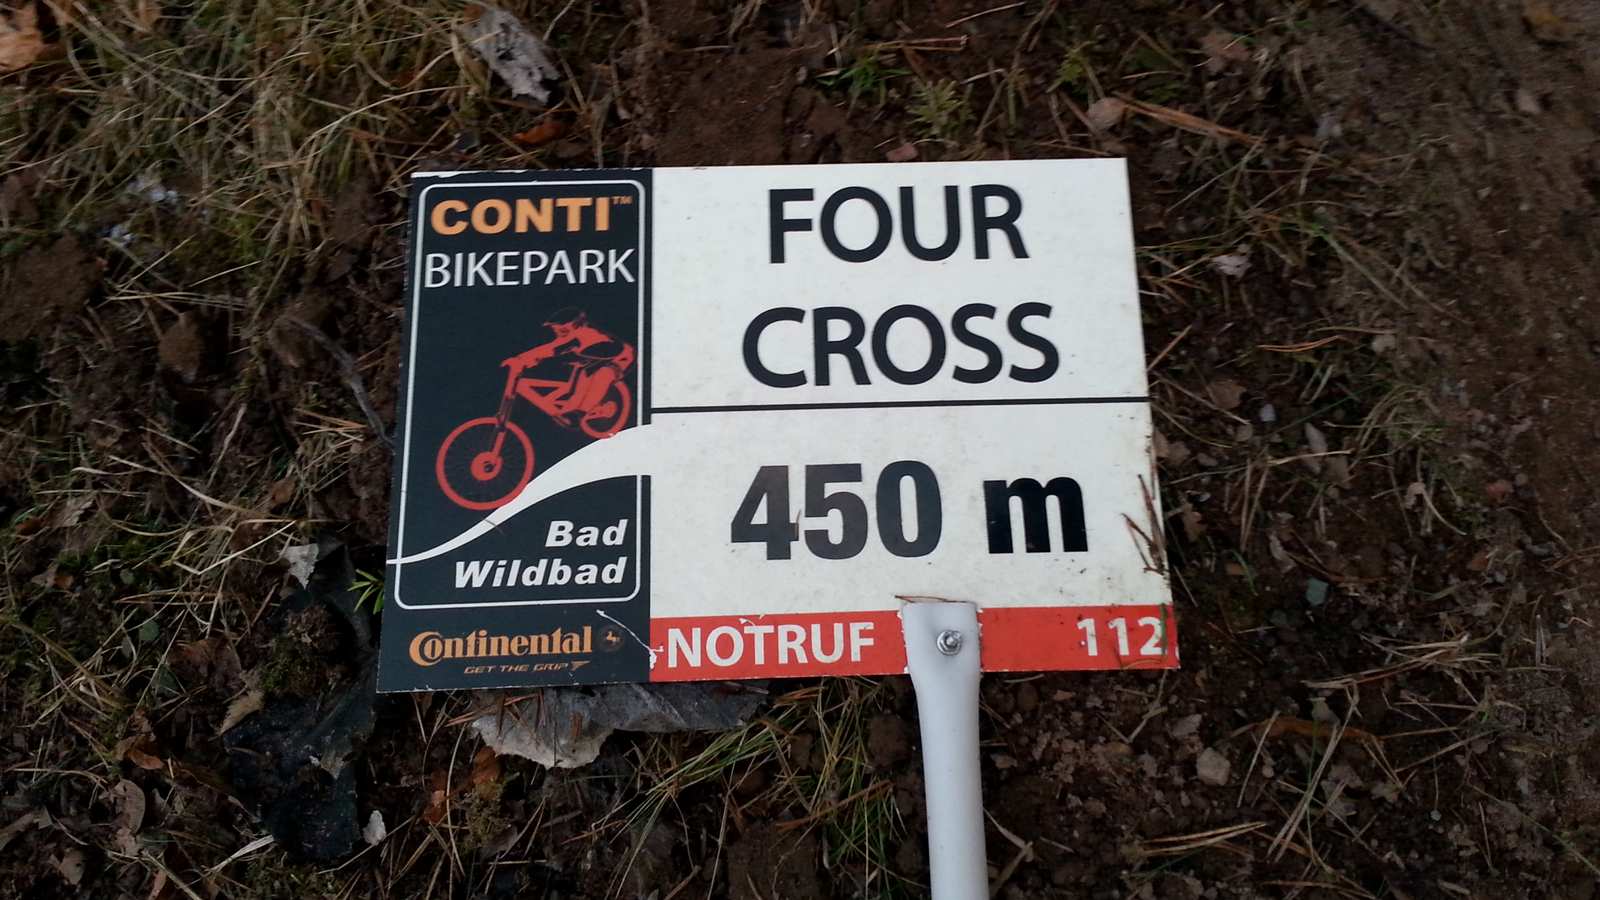 CONTI™
BIKEPARK
Bad
Wildbad
Continental
GET THE GRIP
FOUR
CROSS
450 m
NOTRUF 112